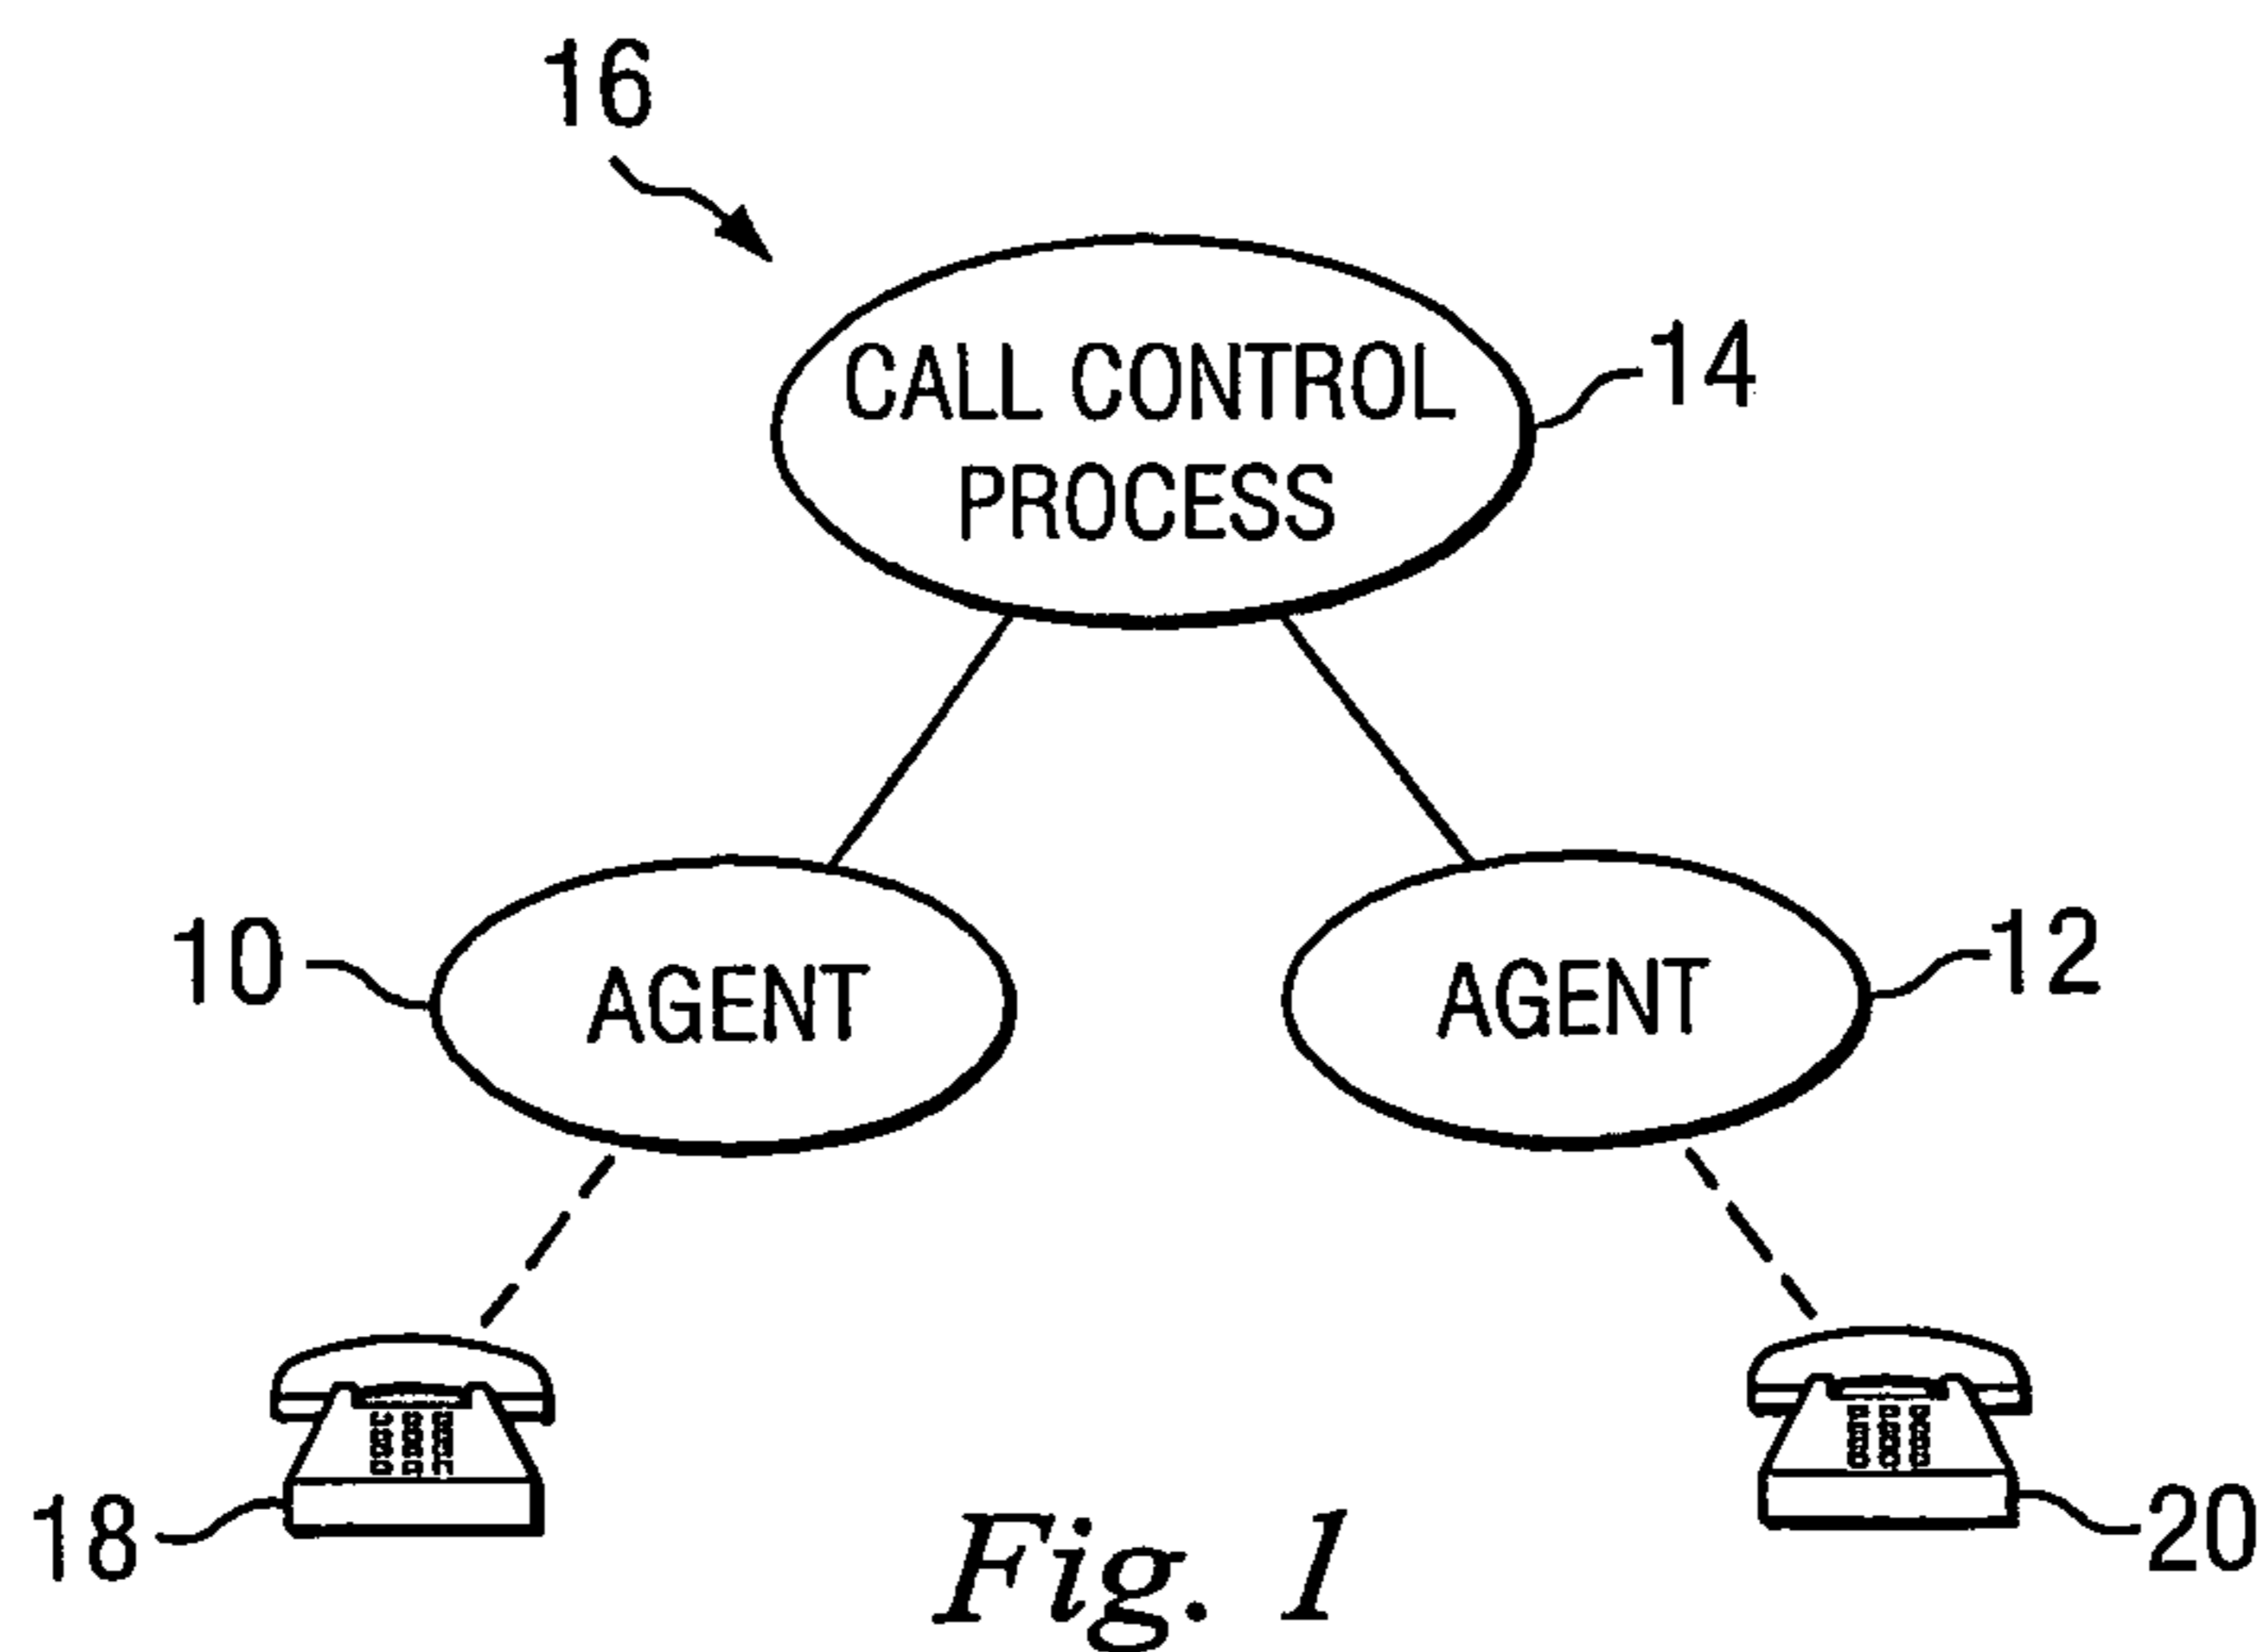 16
CALL CONTROL
PROCESS
14
10
AGENT
AGENT
12
18
20
Fig. 1